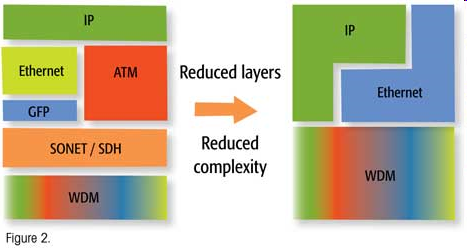 IP
Ethernet
ATM
GFP
SONET / SDH
WDM
Reduced layers
Reduced
complexity
IP
Ethernet
WDM
Figure 2.